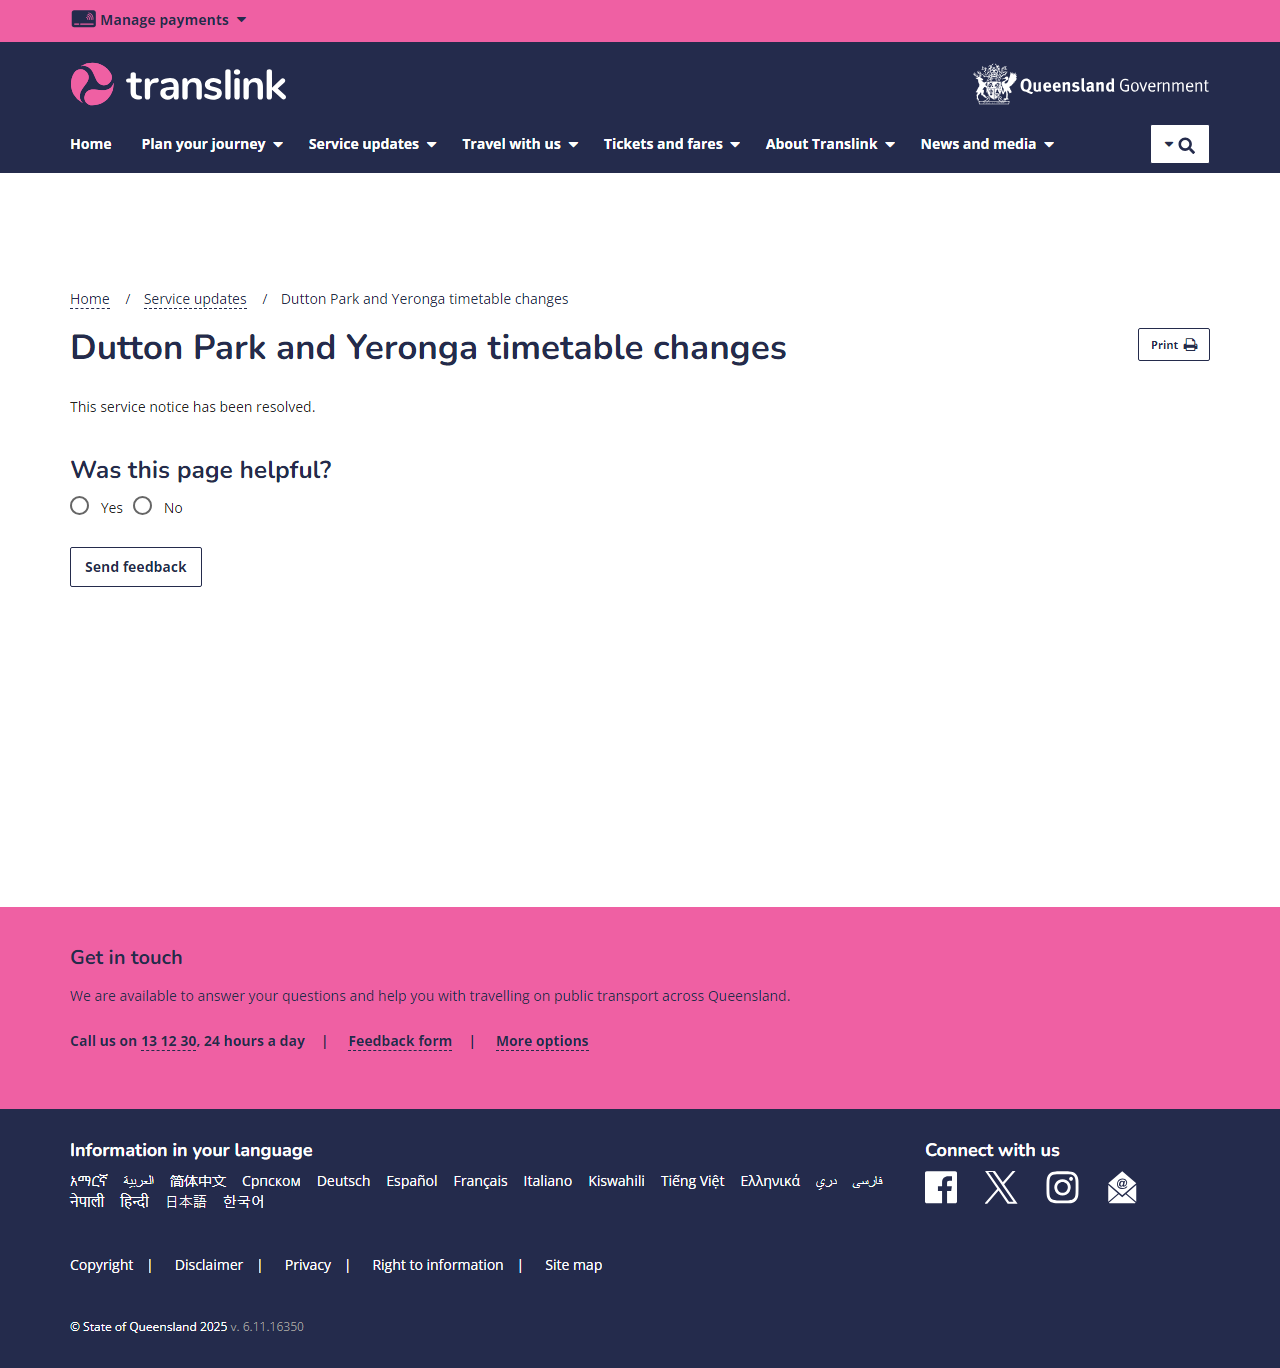 Manage payments
translink
Queensland Government
Home Plan your journey Service updates Travel with us Tickets and fares About Translink News and media
Home / Service updates / Dutton Park and Yeronga timetable changes
Dutton Park and Yeronga timetable changes
Print
This service notice has been resolved.
Was this page helpful?
Yes No
Send feedback
Get in touch
We are available to answer your questions and help you with travelling on public transport across Queensland.
Call us on 13 12 30, 24 hours a day | Feedback form | More options
Information in your language
አማርኛ العربية 简体中文 Српском Deutsch Español Français Italiano Kiswahili Tiếng Việt Ελληνικά دري فارسی
नेपाली हिन्दी 日本語 한국어
Connect with us
Copyright | Disclaimer | Privacy | Right to information | Site map
© State of Queensland 2025 v. 6.11.16350